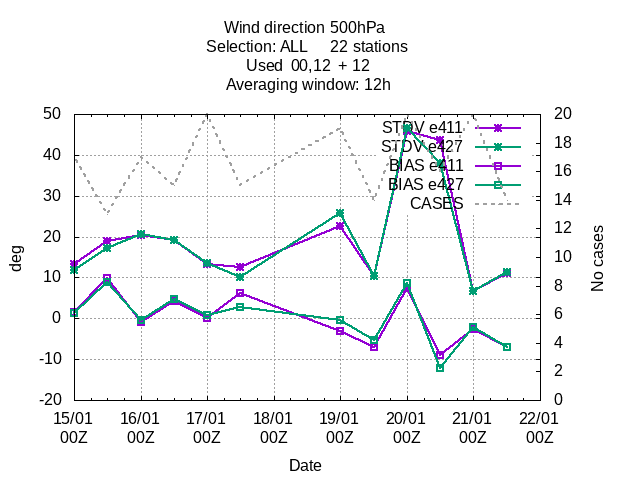 Wind direction 500hPa
Selection: ALL     22 stations
Used  00,12  + 12
Averaging window: 12h
STDV e411
STDV e427
BIAS e411
BIAS e427
CASES
50
40
30
20
10
0
-10
-20
20
18
16
14
12
10
8
6
4
2
0
deg
No cases
15/01 16/01 17/01 18/01 19/01 20/01 21/01 22/01
00Z 00Z 00Z 00Z 00Z 00Z 00Z 00Z
Date